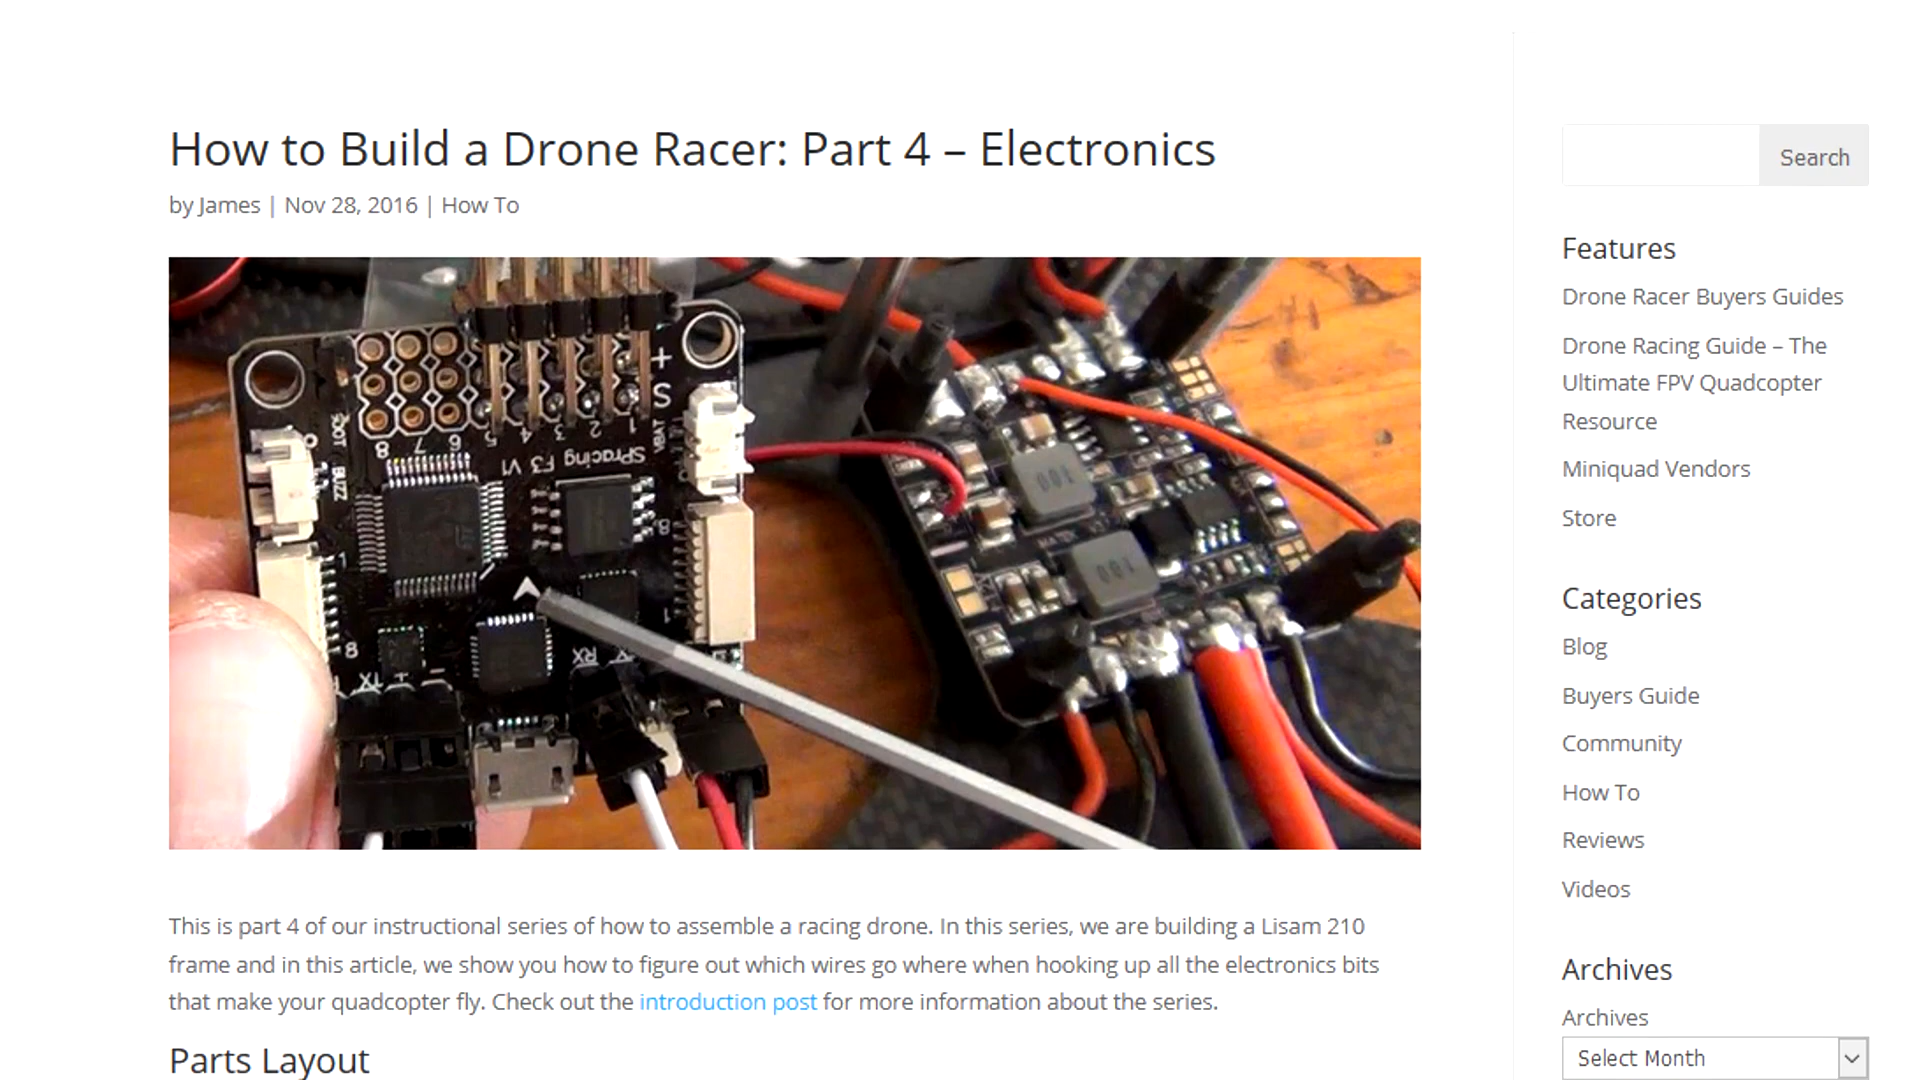 How to Build a Drone Racer: Part 4 – Electronics
by James | Nov 28, 2016 | How To
+
S
1
2
3
4
5
6
7
8
VBAT
BUZZ
SPracing F3 V1
8
1
8
RX
TX
+
100
100
MATEK
This is part 4 of our instructional series of how to assemble a racing drone. In this series, we are building a Lisam 210
frame and in this article, we show you how to figure out which wires go where when hooking up all the electronics bits
that make your quadcopter fly. Check out the introduction post for more information about the series.
Parts Layout
Search
Features
Drone Racer Buyers Guides
Drone Racing Guide – The
Ultimate FPV Quadcopter
Resource
Miniquad Vendors
Store
Categories
Blog
Buyers Guide
Community
How To
Reviews
Videos
Archives
Archives
Select Month